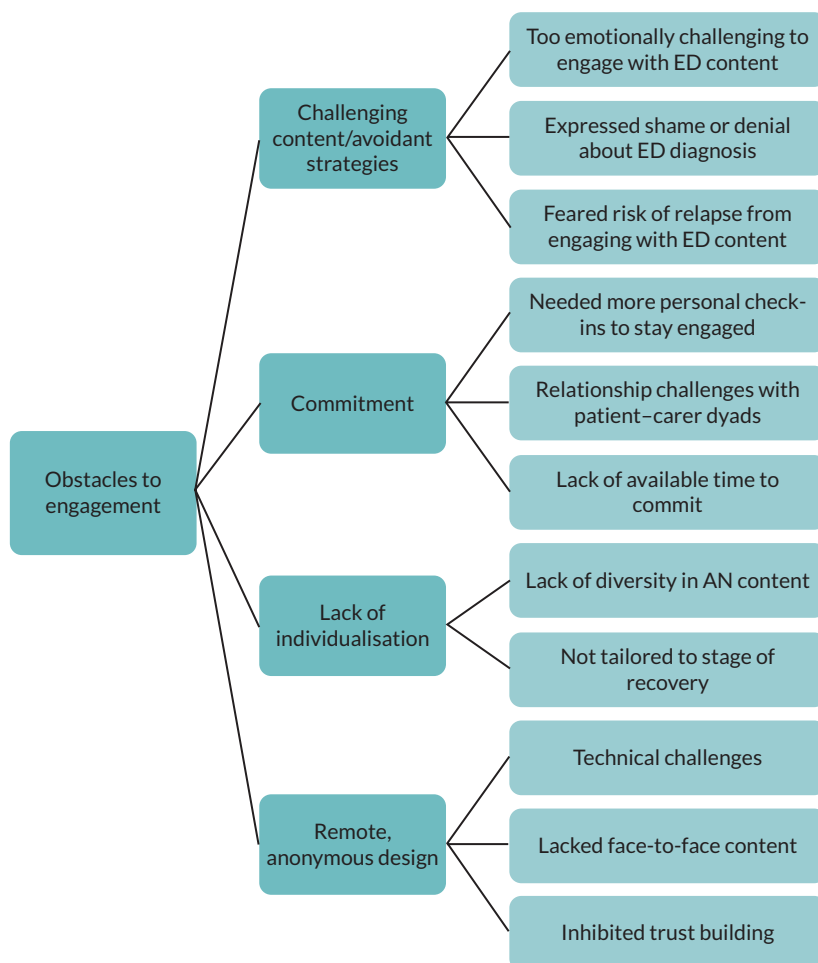 Obstacles to
engagement
Challenging
content/avoidant
strategies
Too emotionally challenging to
engage with ED content
Expressed shame or denial
about ED diagnosis
Feared risk of relapse from
engaging with ED content
Commitment
Needed more personal check-
ins to stay engaged
Relationship challenges with
patient–carer dyads
Lack of available time to
commit
Lack of
individualisation
Lack of diversity in AN content
Not tailored to stage of
recovery
Remote,
anonymous design
Technical challenges
Lacked face-to-face content
Inhibited trust building